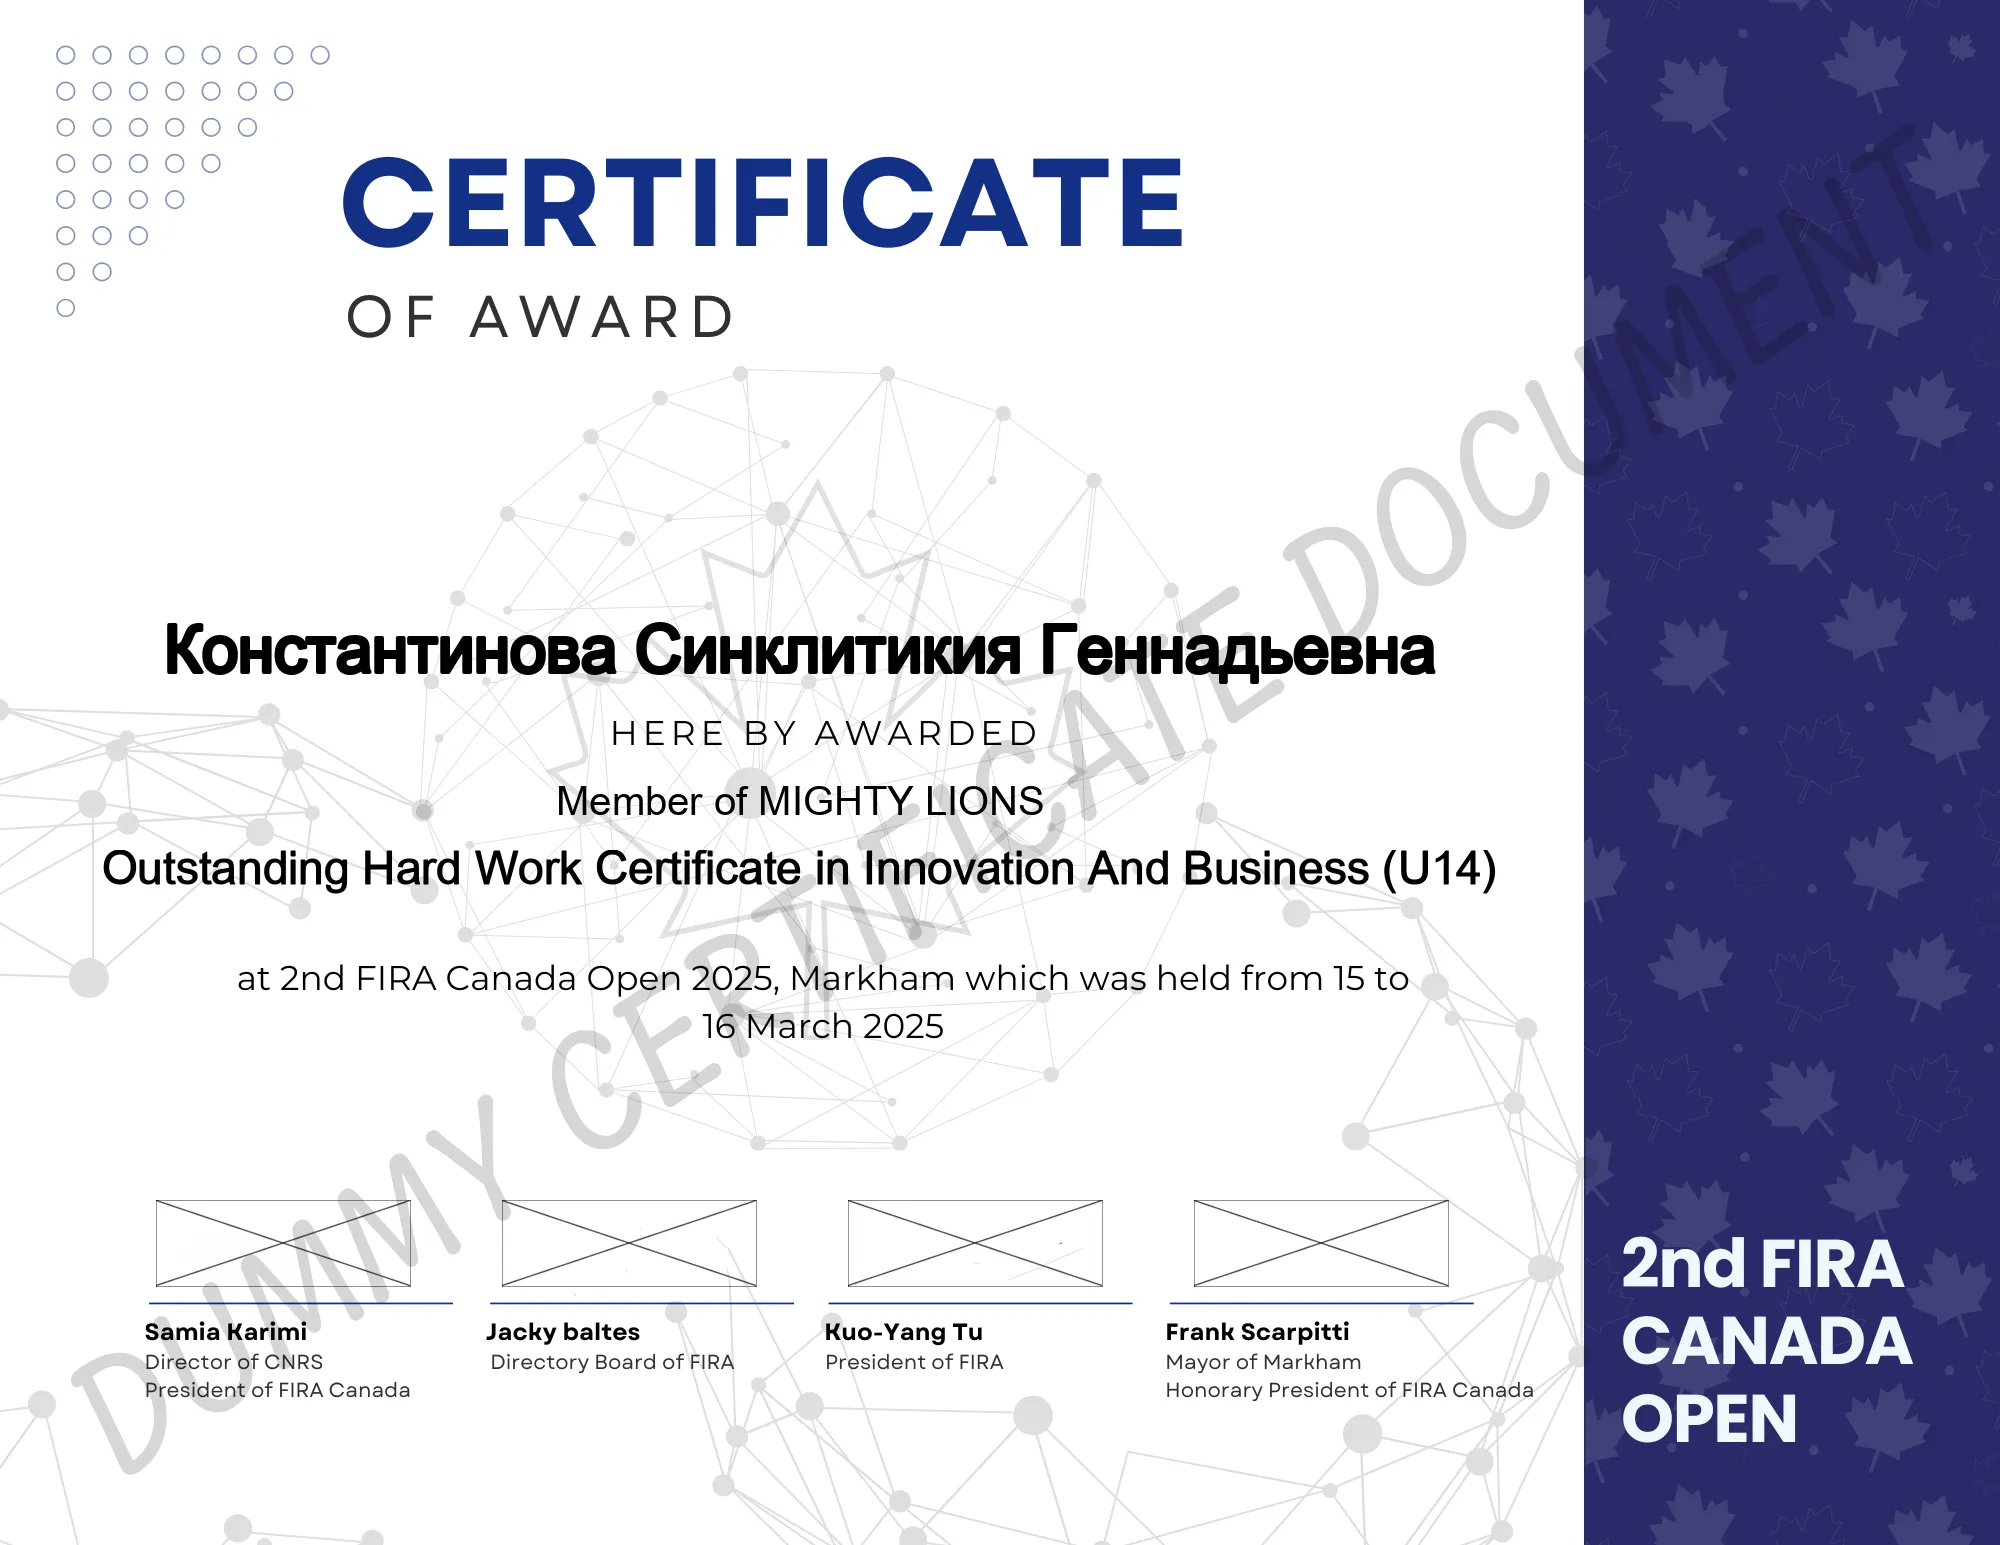 CERTIFICATE
OF AWARD
Константинова Синклитикия Геннадьевна
HERE BY AWARDED
Member of MIGHTY LIONS
Outstanding Hard Work Certificate in Innovation And Business (U14)
at 2nd FIRA Canada Open 2025, Markham which was held from 15 to
16 March 2025
Samia Karimi
Director of CNRS
President of FIRA Canada
Jacky baltes
Directory Board of FIRA
Kuo-Yang Tu
President of FIRA
Frank Scarpitti
Mayor of Markham
Honorary President of FIRA Canada
2nd FIRA
CANADA
OPEN
DUMMY CERTIFICATE DOCUMENT